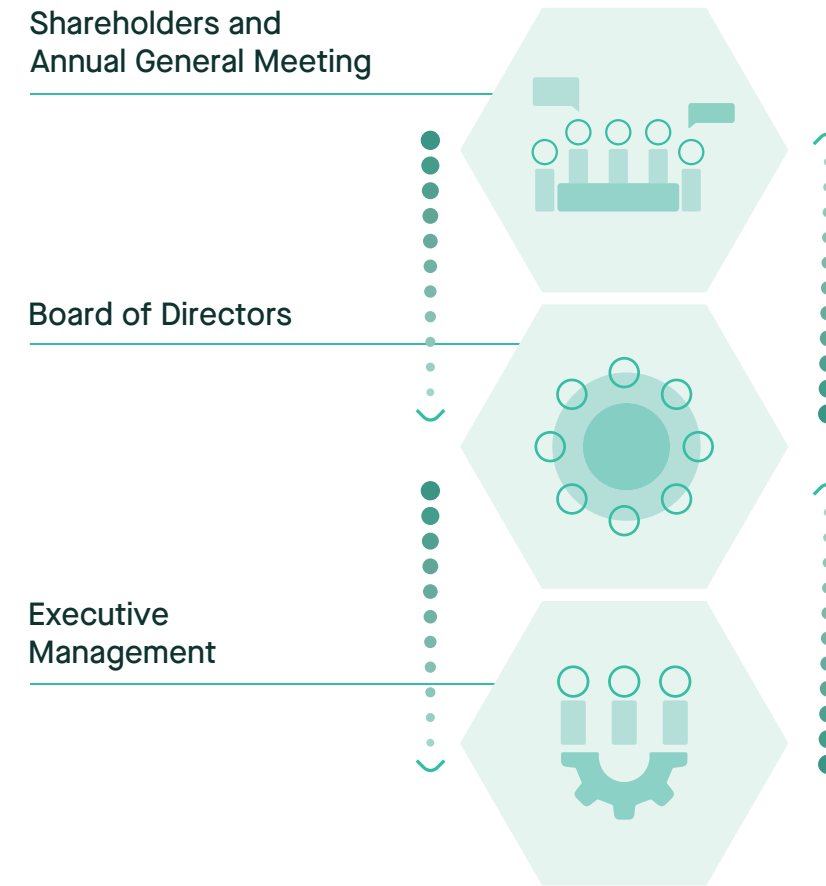 Shareholders and
Annual General Meeting
Board of Directors
Executive
Management